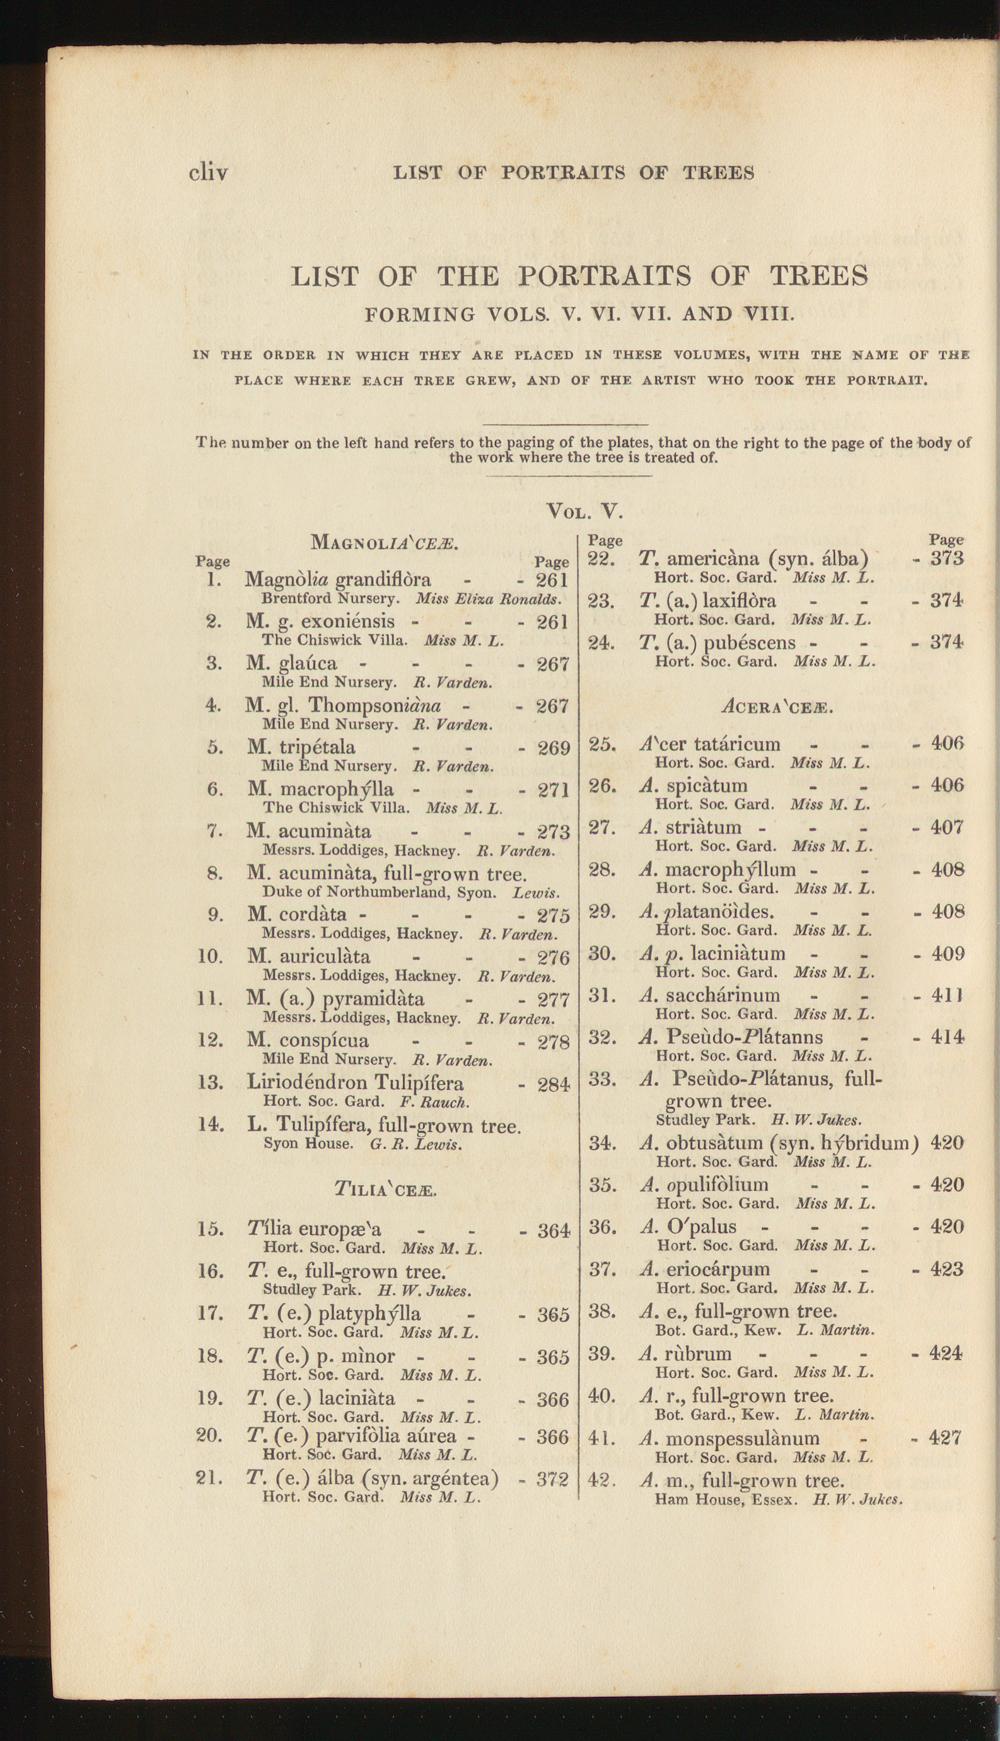 cliv LIST OF PORTRAITS OF TREES
LIST OF THE PORTRAITS OF TREES
FORMING VOLS. V. VI. VII. AND VIII.
IN THE ORDER IN WHICH THEY ARE PLACED IN THESE VOLUMES, WITH THE NAME OF THE
PLACE WHERE EACH TREE GREW, AND OF THE ARTIST WHO TOOK THE PORTRAIT.
The number on the left hand refers to the paging of the plates, that on the right to the page of the body of
the work where the tree is treated of.
VOL. V.
MAGNOLIA`CEÆ.
Page Page
1. Magnòlia grandiflòra - - 261
Brentford Nursery. Miss Eliza Ronalds.
2. M. g. exoniénsis - - - 261
The Chiswick Villa. Miss M. L.
3. M. glaúca - - - - 267
Mile End Nursery. R. Varden.
4. M. gl. Thompsoniàna - - 267
Mile End Nursery. R. Varden.
5. M. tripétala - - - 269
Mile End Nursery. R. Varden.
6. M. macrophýlla - - - 271
The Chiswick Villa. Miss M. L.
7. M. acuminàta - - - 273
Messrs. Loddiges, Hackney. R. Varden.
8. M. acuminàta, full-grown tree.
Duke of Northumberland, Syon. Lewis.
9. M. cordàta - - - - 275
Messrs. Loddiges, Hackney. R. Varden.
10. M. auriculàta - - - 276
Messrs. Loddiges, Hackney. R. Varden.
11. M. (a.) pyramidàta - - 277
Messrs. Loddiges, Hackney. R. Varden.
12. M. conspícua - - - 278
Mile End Nursery. R. Varden.
13. Liriodéndron Tulipífera - 284
Hort. Soc. Gard. F. Rauch.
14. L. Tulipífera, full-grown tree.
Syon House. G. R. Lewis.
TILIA`CEÆ.
15. Tília europæ`a - - - 364
Hort. Soc. Gard. Miss M. L.
16. T. e., full-grown tree.
Studley Park. H. W. Jukes.
17. T. (e.) platyphýlla - - 365
Hort. Soc. Gard. Miss M. L.
18. T. (e.) p. mìnor - - - 365
Hort. Soc. Gard. Miss M. L.
19. T. (e.) laciniàta - - - 366
Hort. Soc. Gard. Miss M. L.
20. T. (e.) parvifòlia aúrea - - 366
Hort. Soc. Gard. Miss M. L.
21. T. (e.) álba (syn. argéntea) - 372
Hort. Soc. Gard. Miss M. L.
Page Page
22. T. americàna (syn. álba) - 373
Hort. Soc. Gard. Miss M. L.
23. T. (a.) laxiflòra - - - 374
Hort. Soc. Gard. Miss M. L.
24. T. (a.) pubéscens - - - 374
Hort. Soc. Gard. Miss M. L.
ACERA`CEÆ.
25. A`cer tatáricum - - - 406
Hort. Soc. Gard. Miss M. L.
26. A. spicàtum - - - 406
Hort. Soc. Gard. Miss M. L.
27. A. striàtum - - - - 407
Hort. Soc. Gard. Miss M. L.
28. A. macrophýllum - - - 408
Hort. Soc. Gard. Miss M. L.
29. A. platanöìdes. - - - 408
Hort. Soc. Gard. Miss M. L.
30. A. p. laciniàtum - - - 409
Hort. Soc. Gard. Miss M. L.
31. A. sacchárinum - - - 411
Hort. Soc. Gard. Miss M. L.
32. A. Pseùdo-Plátanns - - 414
Hort. Soc. Gard. Miss M. L.
33. A. Pseùdo-Plátanus, full-
grown tree.
Studley Park. H. W. Jukes.
34. A. obtusàtum (syn. hýbridum) 420
Hort. Soc. Gard. Miss M. L.
35. A. opulifòlium - - - 420
Hort. Soc. Gard. Miss M. L.
36. A. O'palus - - - - 420
Hort. Soc. Gard. Miss M. L.
37. A. eriocárpum - - - 423
Hort. Soc. Gard. Miss M. L.
38. A. e., full-grown tree.
Bot. Gard., Kew. L. Martin.
39. A. rùbrum - - - - 424
Hort. Soc. Gard. Miss M. L.
40. A. r., full-grown tree.
Bot. Gard., Kew. L. Martin.
41. A. monspessulànum - - 427
Hort. Soc. Gard. Miss M. L.
42. A. m., full-grown tree.
Ham House, Essex. H. W. Jukes.